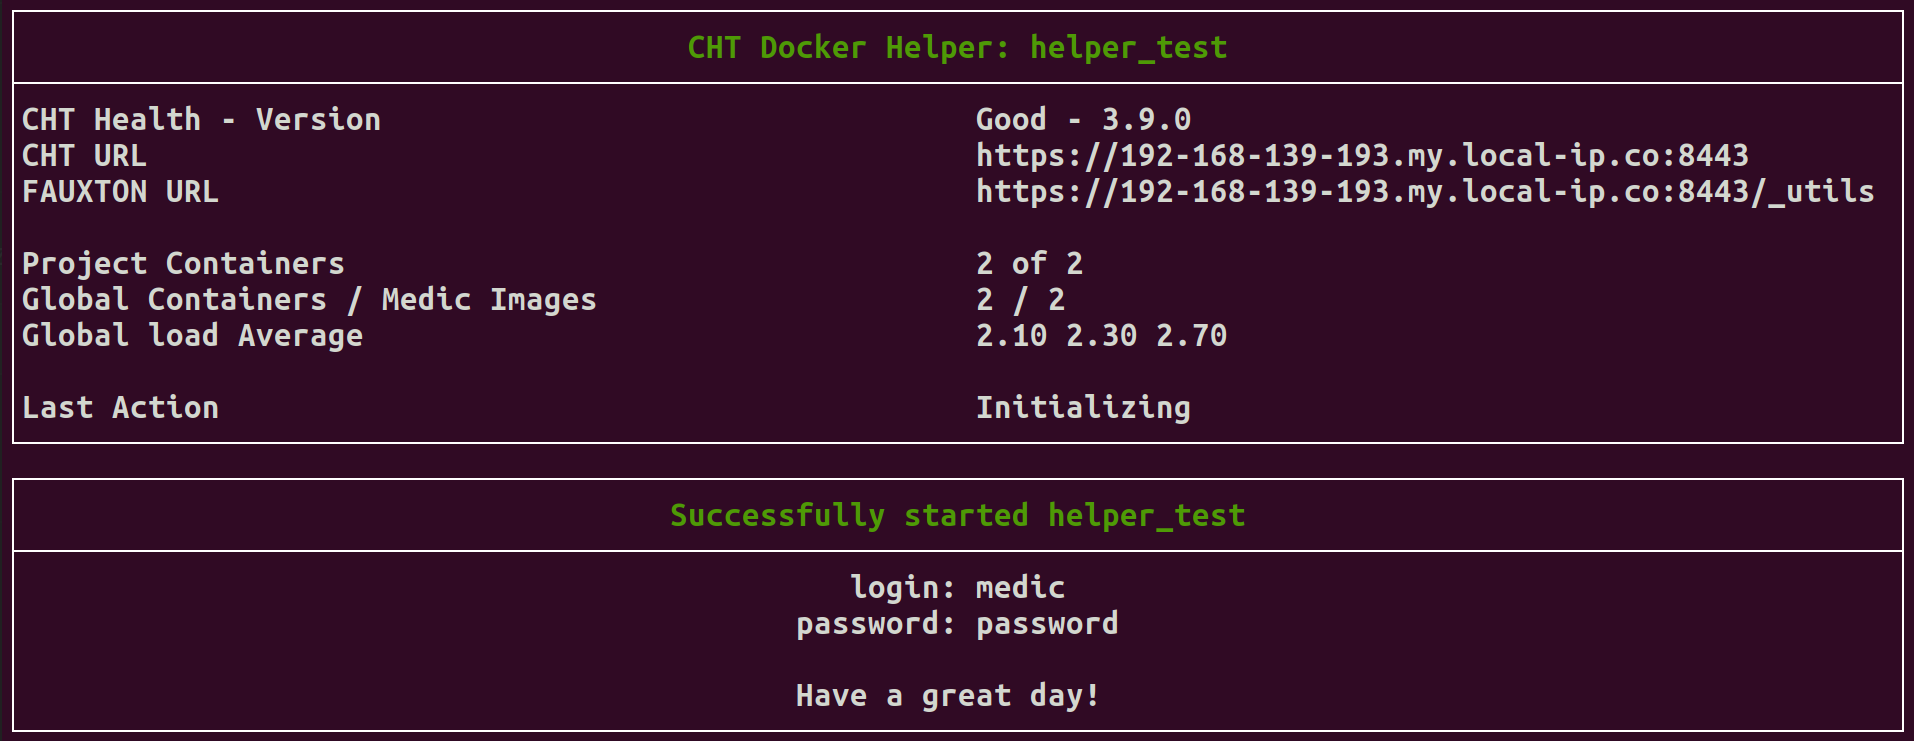 CHT Docker Helper: helper_test
CHT Health - Version Good - 3.9.0
CHT URL https://192-168-139-193.my.local-ip.co:8443
FAUXTON URL https://192-168-139-193.my.local-ip.co:8443/_utils
Project Containers 2 of 2
Global Containers / Medic Images 2 / 2
Global load Average 2.10 2.30 2.70
Last Action Initializing
Successfully started helper_test
login: medic
password: password
Have a great day!